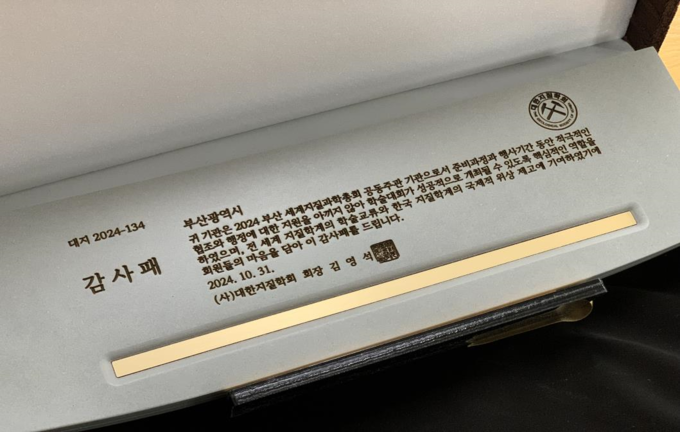 대한지질학회
대지 2024-134
감사패
부산광역시
귀 기관은 2024 부산 세계지질과학총회 공동주관 기관으로서 준비과정과 행사기간 동안 적극적인
협조와 행정에 대한 지원을 아끼지 않아 학술대회가 성공적으로 개최될 수 있도록 핵심적인 역할을
하였으며, 전 세계 지질학계의 학술교류와 한국 지질학계의 국제적 위상 제고에 기여하였기에
회원들의 마음을 담아 이 감사패를 드립니다.
2024. 10. 31.
(사)대한지질학회 회장 김영석